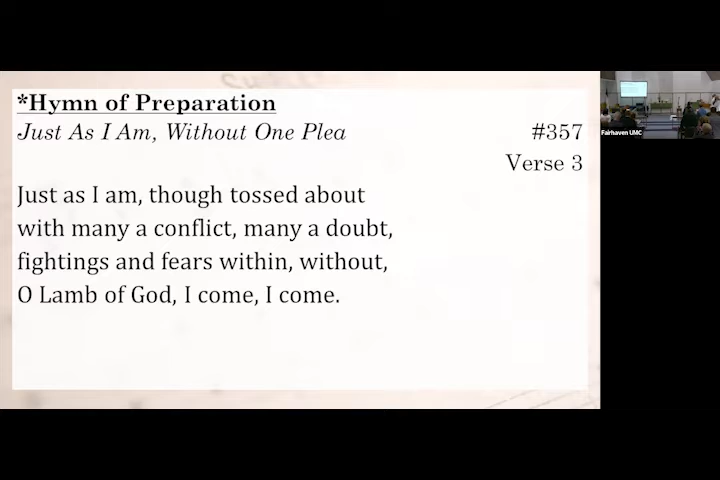 *Hymn of Preparation
Just As I Am, Without One Plea #357
Verse 3
Just as I am, though tossed about
with many a conflict, many a doubt,
fightings and fears within, without,
O Lamb of God, I come, I come.
Fairhaven UMC